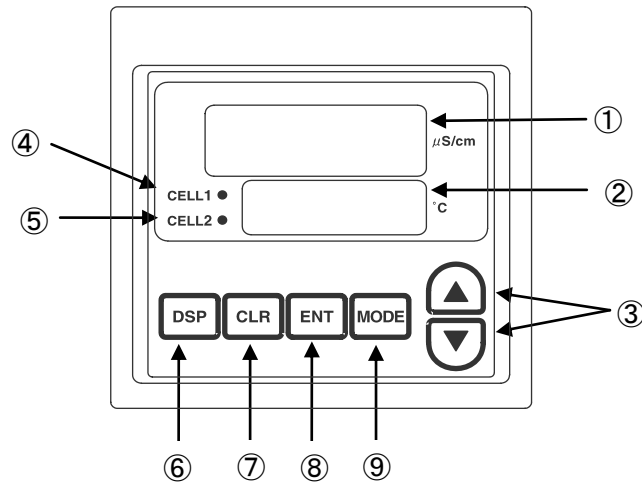 ①
μS/cm
④
CELL1
②
°C
⑤
CELL2
③
DSP CLR ENT MODE
⑥ ⑦ ⑧ ⑨